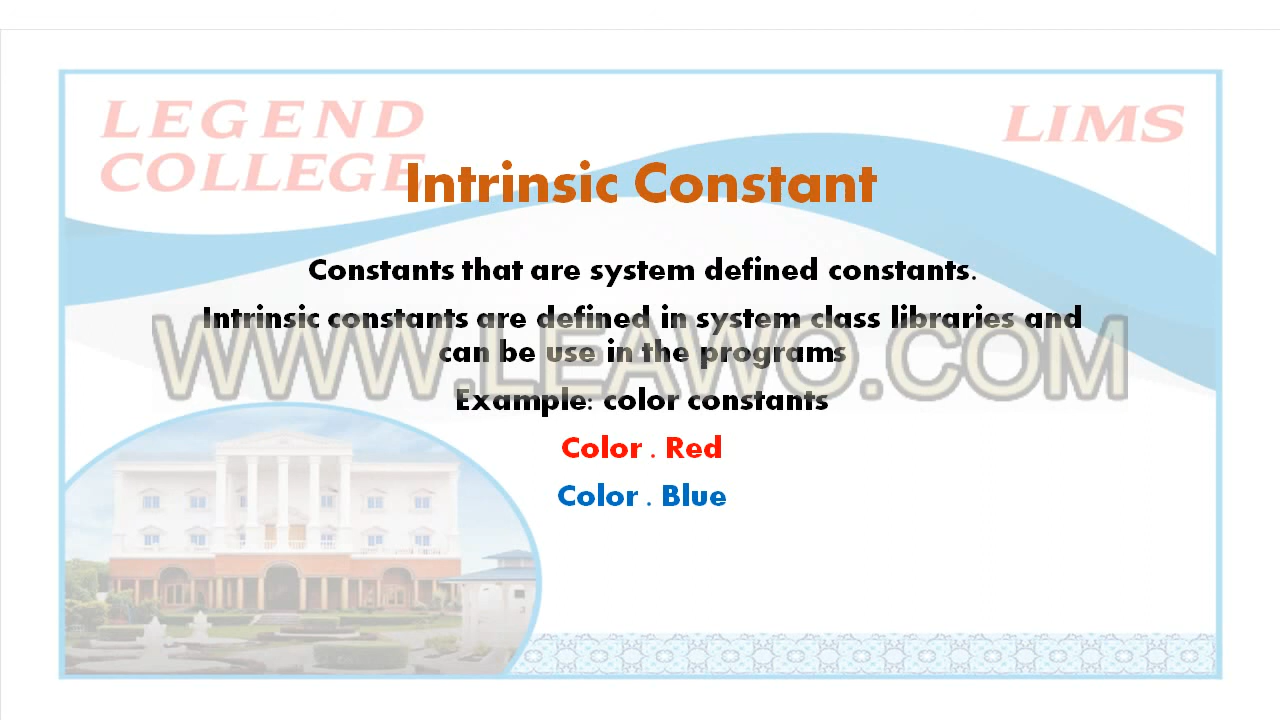 LEGEND
COLLEGE
LIMS
Intrinsic Constant
Constants that are system defined constants.
Intrinsic constants are defined in system class libraries and
can be use in the programs
WWW.LEAWO.COM
Example: color constants
Color . Red
Color . Blue